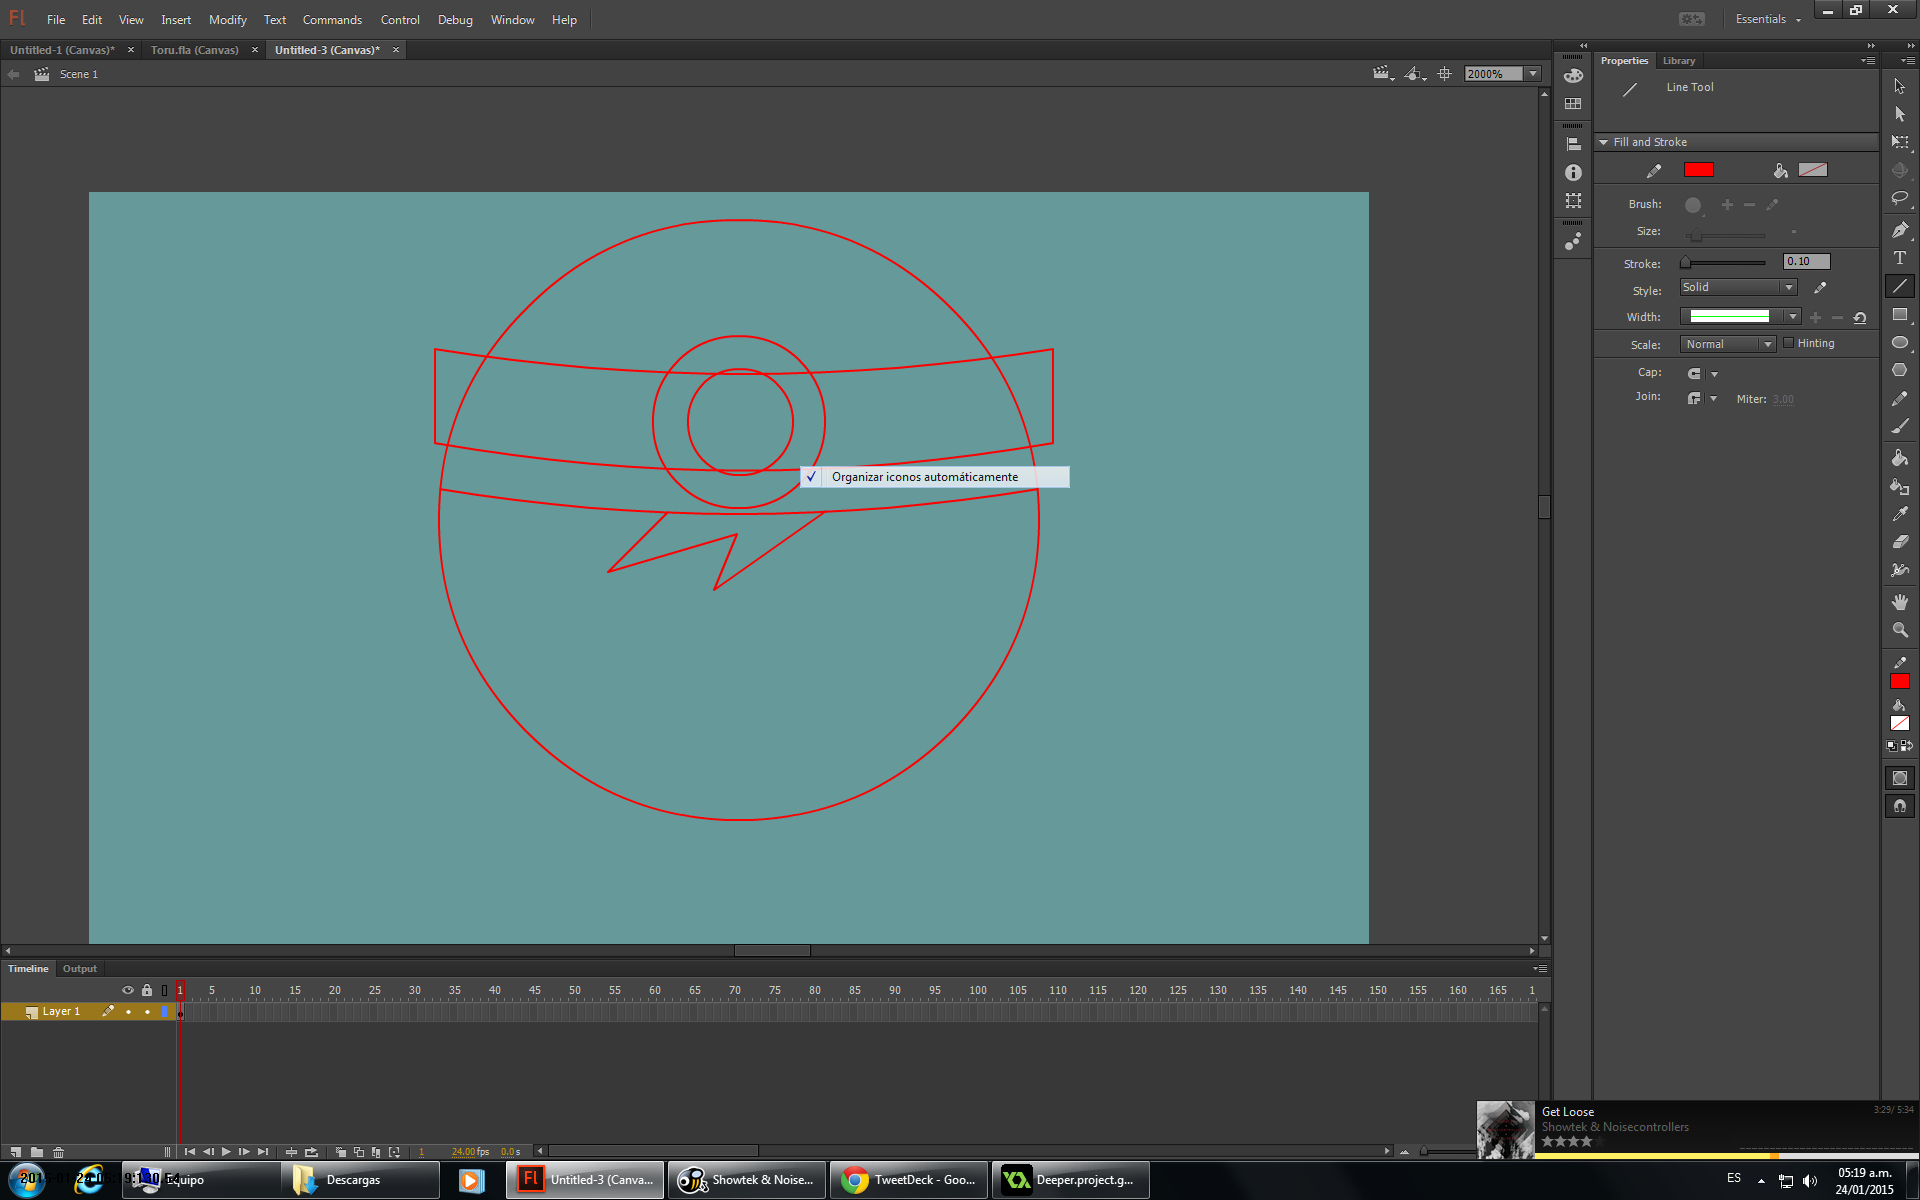 Fl File Edit View Insert Modify Text Commands Control Debug Window Help Essentials
Untitled-1 (Canvas)* × Toru.fla (Canvas) × Untitled-3 (Canvas)* ×
Scene 1 2000%
Properties Library
Line Tool
Fill and Stroke
Brush:
Size:
Stroke: 0.10
Style: Solid
Width:
Scale: Normal Hinting
Cap:
Join: Miter: 3.00
✓ Organizar iconos automáticamente
Timeline Output
1 5 10 15 20 25 30 35 40 45 50 55 60 65 70 75 80 85 90 95 100 105 110 115 120 125 130 135 140 145 150 155 160 165 1
Layer 1
1 24.00 fps 0.0 s
Get Loose 3:29/ 5:34
Showtek & Noisecontrollers
Equipo Descargas Fl Untitled-3 (Canva... Showtek & Noise... TweetDeck - Goo... Deeper.project.g... ES
05:19 a.m.
24/01/2015